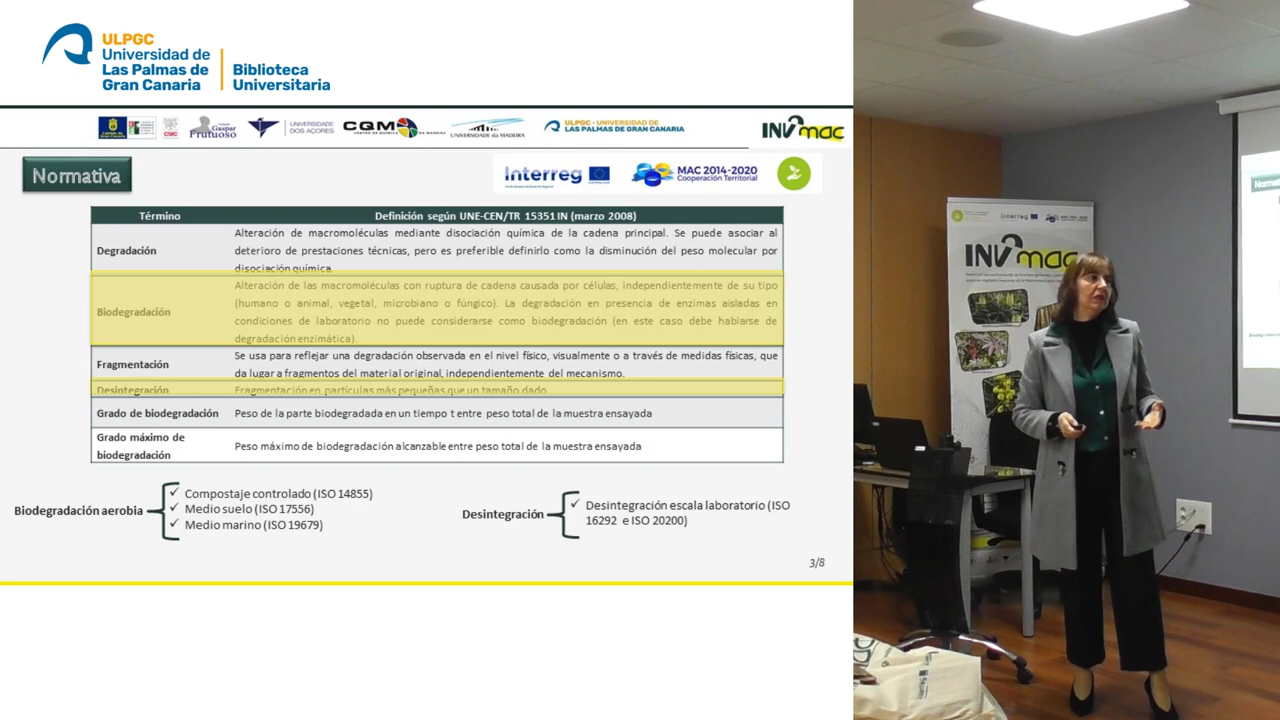 ULPGC
Universidad de
Las Palmas de
Gran Canaria
Biblioteca
Universitaria
CSIC
Gaspar
Frutuoso
UNIVERSIDADE
DOS AÇORES
CQM
CENTRO DE QUÍMICA DA MADEIRA
UNIVERSIDADE da MADEIRA
ULPGC · UNIVERSIDAD DE
LAS PALMAS DE GRAN CANARIA
INVmac
Normativa
Interreg
MAC 2014-2020
Cooperación Territorial
Término Definición según UNE-CEN/TR 15351 IN (marzo 2008)
Degradación
Alteración de macromoléculas mediante disociación química de la cadena principal. Se puede asociar al
deterioro de prestaciones técnicas, pero es preferible definirlo como la disminución del peso molecular por
disociación química.
Biodegradación
Alteración de las macromoléculas con ruptura de cadena causada por células, independientemente de su tipo
(humano o animal, vegetal, microbiano o fúngico). La degradación en presencia de enzimas aisladas en
condiciones de laboratorio no puede considerarse como biodegradación (en este caso debe hablarse de
degradación enzimática).
Fragmentación
Se usa para reflejar una degradación observada en el nivel físico, visualmente o a través de medidas físicas, que
da lugar a fragmentos del material original, independientemente del mecanismo.
Desintegración Fragmentación en partículas más pequeñas que un tamaño dado
Grado de biodegradación Peso de la parte biodegradada en un tiempo t entre peso total de la muestra ensayada
Grado máximo de
biodegradación
Peso máximo de biodegradación alcanzable entre peso total de la muestra ensayada
Biodegradación aerobia
✓ Compostaje controlado (ISO 14855)
✓ Medio suelo (ISO 17556)
✓ Medio marino (ISO 19679)
Desintegración
✓ Desintegración escala laboratorio (ISO
16292 e ISO 20200)
3/8
Interreg
INVmac